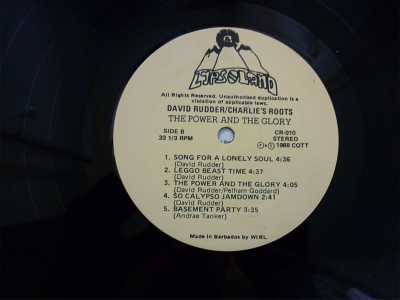 LYPSOLAND
All Rights Reserved. Unauthorised duplication is a
violation of applicable laws.
DAVID RUDDER/CHARLIE'S ROOTS
THE POWER AND THE GLORY
SIDE B
33 1/3 RPM
CR-010
STEREO
℗ © 1988 COTT
1. SONG FOR A LONELY SOUL 4:36
(David Rudder)
2. LEGGO BEAST TIME 4:37
(David Rudder)
3. THE POWER AND THE GLORY 4:05
(David Rudder/Pelham Goddard)
4. SO CALYPSO JAMDOWN 2:41
(David Rudder)
5. BASEMENT PARTY 3:35
(Andrae Tanker)
Made in Barbados by WIRL